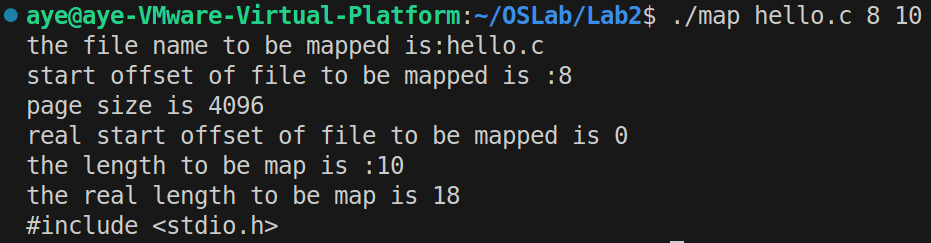 aye@aye-VMware-Virtual-Platform:~/OSLab/Lab2$ ./map hello.c 8 10
the file name to be mapped is:hello.c
start offset of file to be mapped is :8
page size is 4096
real start offset of file to be mapped is 0
the length to be map is :10
the real length to be map is 18
#include <stdio.h>